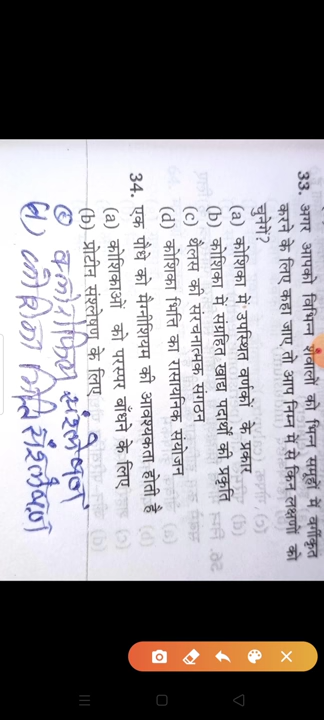 33. अगर आपको विभिन्न शैवालों को भिन्न समूहों में वर्गीकृत
करने के लिए कहा जाए तो आप निम्न में से किन लक्षणों को
चुनेंगे?
(a) कोशिका में उपस्थित वर्णकों के प्रकार
(b) कोशिका में संग्रहित खाद्य पदार्थों की प्रकृति
(c) थैलस की संरचनात्मक संगठन
(d) कोशिका भित्ति का रासायनिक संयोजन
34. एक पौधे को मैग्नीशियम की आवश्यकता होती है
(a) कोशिकाओं को परस्पर बाँधने के लिए
(b) प्रोटीन संश्लेषण के लिए
© क्लोरोफिल संश्लेषण
कोशिका भित्ति संश्लेषण